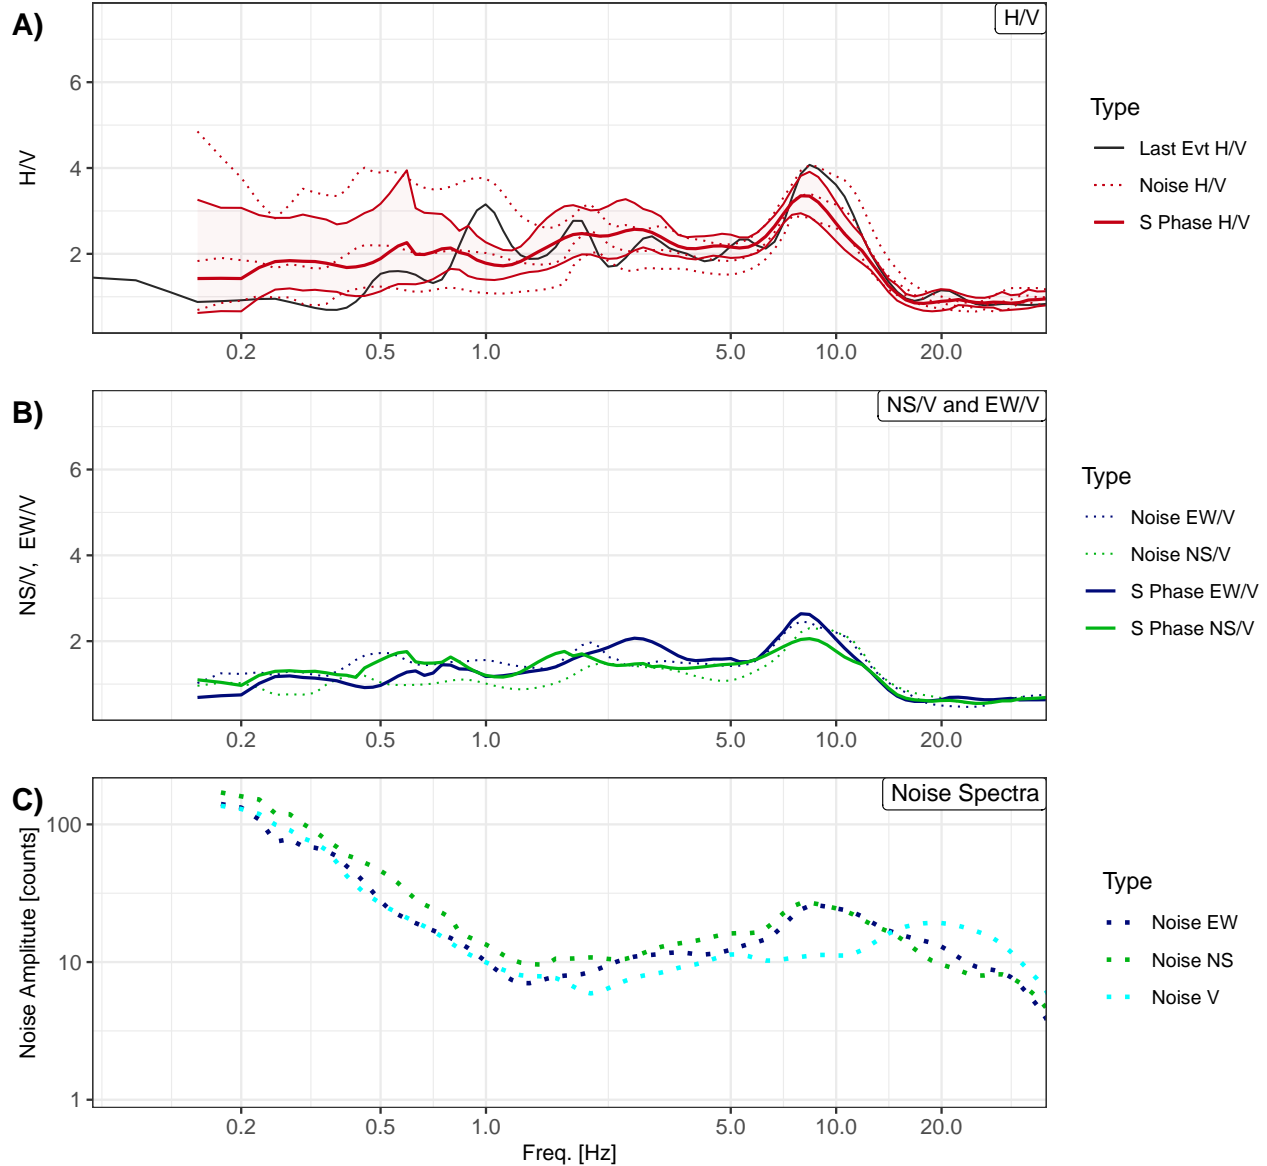 A)
H/V
6
4
2
H/V
0.2 0.5 1.0 5.0 10.0 20.0
Type
Last Evt H/V
Noise H/V
S Phase H/V
B)
NS/V and EW/V
6
4
2
NS/V, EW/V
0.2 0.5 1.0 5.0 10.0 20.0
Type
Noise EW/V
Noise NS/V
S Phase EW/V
S Phase NS/V
C)
Noise Spectra
100
10
1
Noise Amplitute [counts]
0.2 0.5 1.0 5.0 10.0 20.0
Freq. [Hz]
Type
Noise EW
Noise NS
Noise V